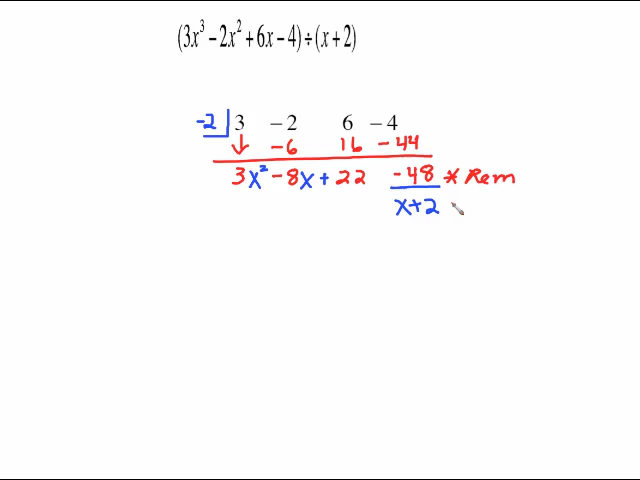 (3x³ − 2x² + 6x − 4) ÷ (x + 2)
-2 | 3 − 2 6 − 4
↓ -6 16 -44
3x² - 8x + 22 -48 * Rem
x+2